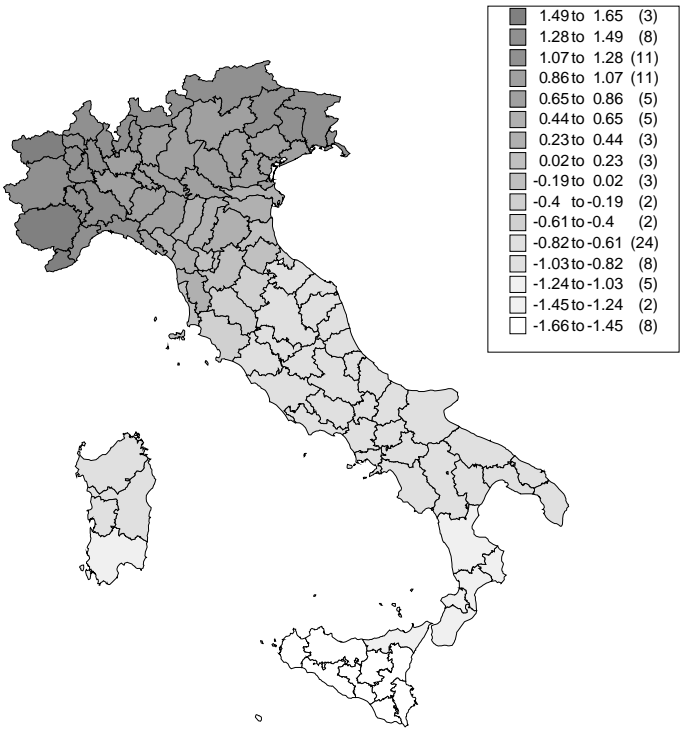 1.49 to 1.65 (3)
1.28 to 1.49 (8)
1.07 to 1.28 (11)
0.86 to 1.07 (11)
0.65 to 0.86 (5)
0.44 to 0.65 (5)
0.23 to 0.44 (3)
0.02 to 0.23 (3)
-0.19 to 0.02 (3)
-0.4 to -0.19 (2)
-0.61 to -0.4 (2)
-0.82 to -0.61 (24)
-1.03 to -0.82 (8)
-1.24 to -1.03 (5)
-1.45 to -1.24 (2)
-1.66 to -1.45 (8)